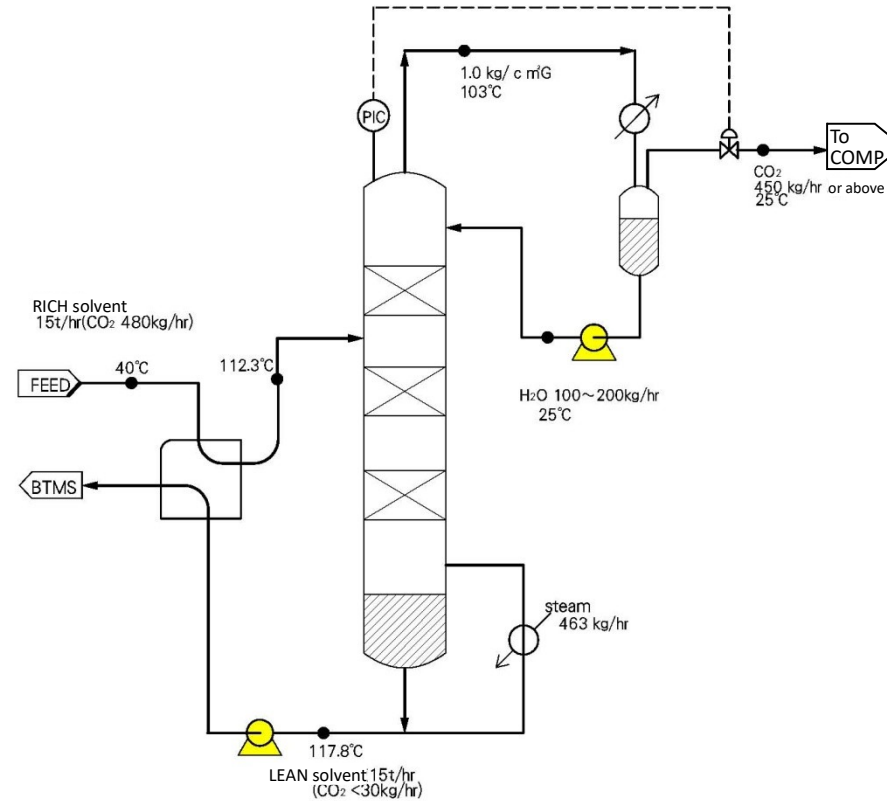 1.0 kg/ c ㎡G
103℃
PIC
To
COMP
CO₂
450 kg/hr or above
25℃
RICH solvent
15t/hr(CO₂ 480kg/hr)
40℃
112.3℃
FEED
H₂O 100～200kg/hr
25℃
BTMS
steam
463 kg/hr
117.8℃
LEAN solvent 15t/hr
(CO₂ <30kg/hr)